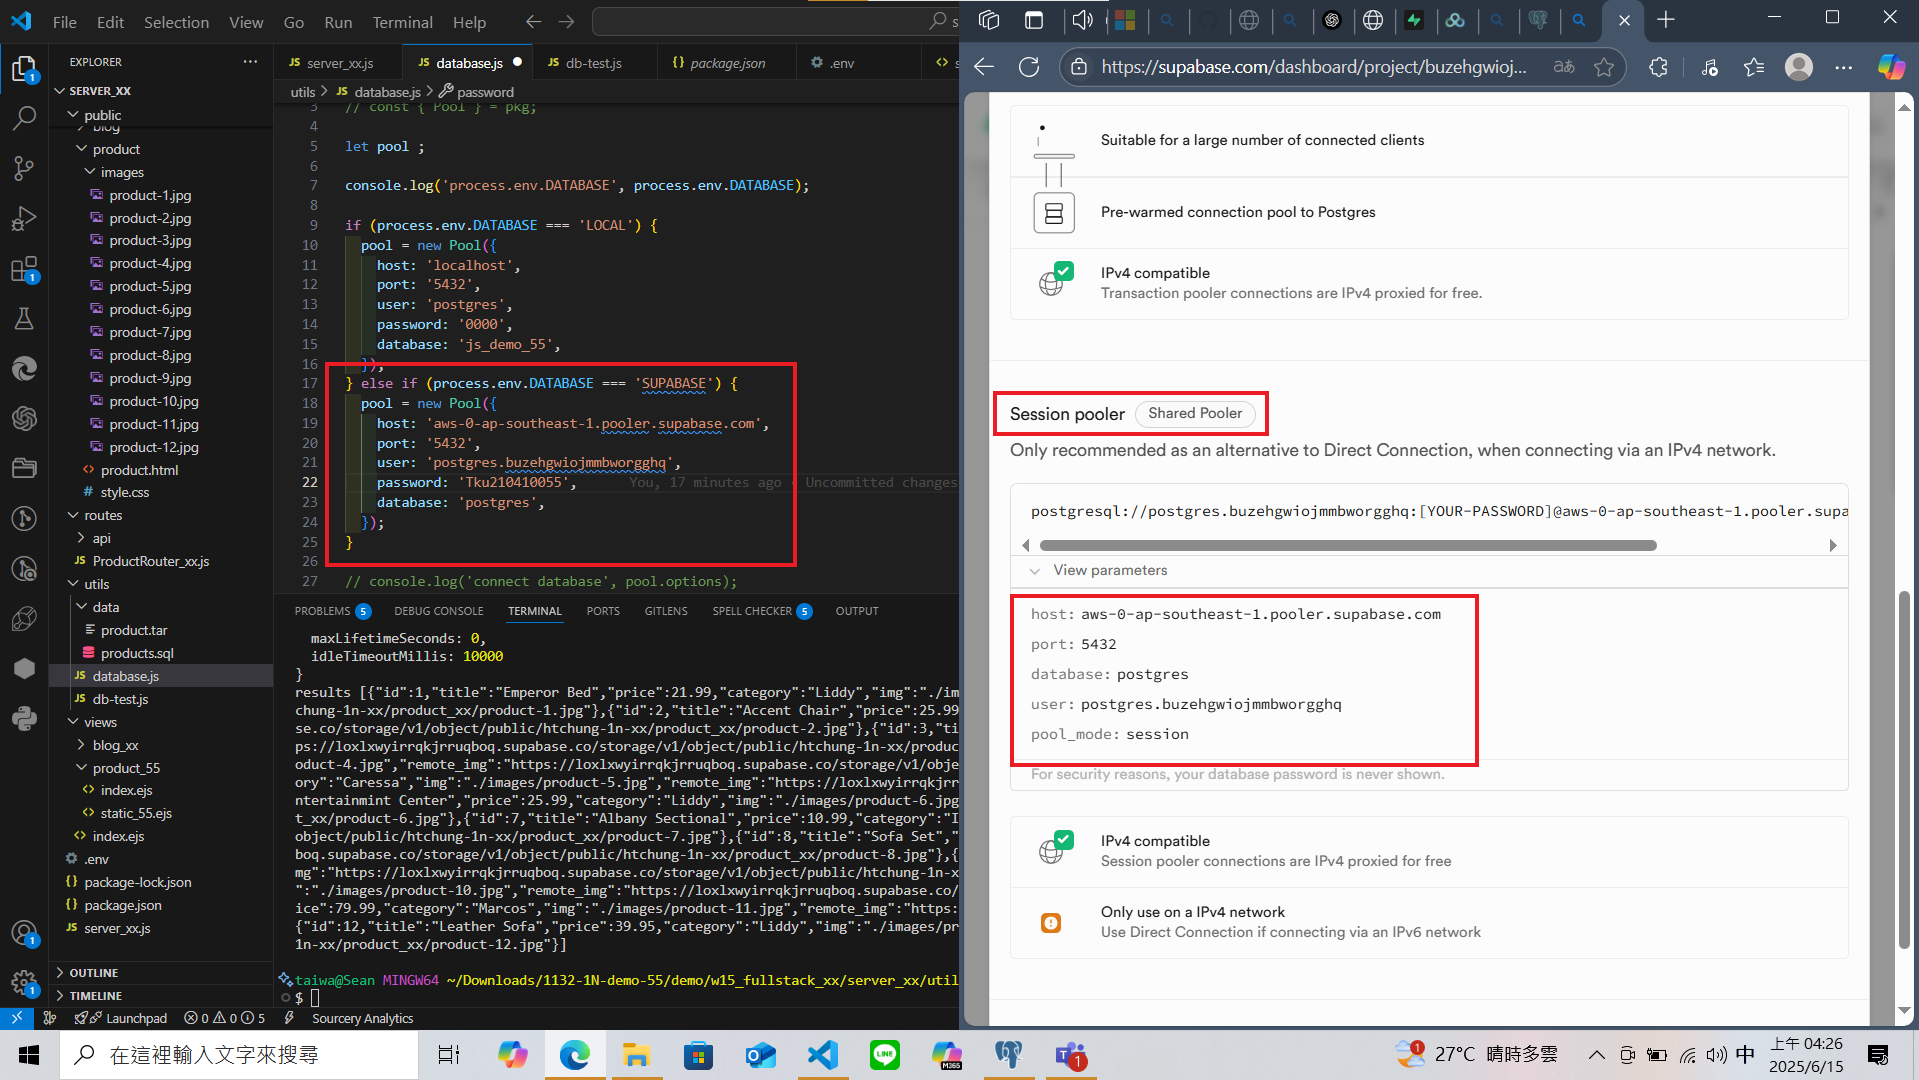 File Edit Selection View Go Run Terminal Help
EXPLORER
SERVER_XX
public
blog
product
images
product-1.jpg
product-2.jpg
product-3.jpg
product-4.jpg
product-5.jpg
product-6.jpg
product-7.jpg
product-8.jpg
product-9.jpg
product-10.jpg
product-11.jpg
product-12.jpg
product.html
style.css
routes
api
ProductRouter_xx.js
utils
data
product.tar
products.sql
database.js
db-test.js
views
blog_xx
product_55
index.ejs
static_55.ejs
index.ejs
.env
package-lock.json
package.json
server_xx.js
OUTLINE
TIMELINE
server_xx.js database.js db-test.js package.json .env
utils > database.js > password
3 // const { Pool } = pkg;
4
5 let pool ;
6
7 console.log('process.env.DATABASE', process.env.DATABASE);
8
9 if (process.env.DATABASE === 'LOCAL') {
10 pool = new Pool({
11 host: 'localhost',
12 port: '5432',
13 user: 'postgres',
14 password: '0000',
15 database: 'js_demo_55',
16 });
17 } else if (process.env.DATABASE === 'SUPABASE') {
18 pool = new Pool({
19 host: 'aws-0-ap-southeast-1.pooler.supabase.com',
20 port: '5432',
21 user: 'postgres.buzehgwiojmmbworgghq',
22 password: 'Tku210410055', You, 17 minutes ago • Uncommitted changes
23 database: 'postgres',
24 });
25 }
26
27 // console.log('connect database', pool.options);
PROBLEMS 5 DEBUG CONSOLE TERMINAL PORTS GITLENS SPELL CHECKER 5 OUTPUT
maxLifetimeSeconds: 0,
idleTimeoutMillis: 10000
}
results [{"id":1,"title":"Emperor Bed","price":21.99,"category":"Liddy","img":"./im
chung-1n-xx/product_xx/product-1.jpg"},{"id":2,"title":"Accent Chair","price":25.99
se.co/storage/v1/object/public/htchung-1n-xx/product_xx/product-2.jpg"},{"id":3,"ti
ps://loxlxwyirrqkjrruqboq.supabase.co/storage/v1/object/public/htchung-1n-xx/produc
oduct-4.jpg","remote_img":"https://loxlxwyirrqkjrruqboq.supabase.co/storage/v1/obje
ory":"Caressa","img":"./images/product-5.jpg","remote_img":"https://loxlxwyirrqkjrr
ntertainmint Center","price":25.99,"category":"Liddy","img":"./images/product-6.jpg
t_xx/product-6.jpg"},{"id":7,"title":"Albany Sectional","price":10.99,"category":"I
object/public/htchung-1n-xx/product_xx/product-7.jpg"},{"id":8,"title":"Sofa Set","
boq.supabase.co/storage/v1/object/public/htchung-1n-xx/product_xx/product-8.jpg"},{
mg":"https://loxlxwyirrqkjrruqboq.supabase.co/storage/v1/object/public/htchung-1n-x
":"./images/product-10.jpg","remote_img":"https://loxlxwyirrqkjrruqboq.supabase.co/
ice":79.99,"category":"Marcos","img":"./images/product-11.jpg","remote_img":"https:
{"id":12,"title":"Leather Sofa","price":39.95,"category":"Liddy","img":"./images/pr
1n-xx/product_xx/product-12.jpg"}]
taiwa@Sean MINGW64 ~/Downloads/1132-1N-demo-55/demo/w15_fullstack_xx/server_xx/util
$
Launchpad 0 0 5 Sourcery Analytics
https://supabase.com/dashboard/project/buzehgwioj...
Suitable for a large number of connected clients
Pre-warmed connection pool to Postgres
IPv4 compatible
Transaction pooler connections are IPv4 proxied for free.
Session pooler Shared Pooler
Only recommended as an alternative to Direct Connection, when connecting via an IPv4 network.
postgresql://postgres.buzehgwiojmmbworgghq:[YOUR-PASSWORD]@aws-0-ap-southeast-1.pooler.supa
View parameters
host: aws-0-ap-southeast-1.pooler.supabase.com
port: 5432
database: postgres
user: postgres.buzehgwiojmmbworgghq
pool_mode: session
For security reasons, your database password is never shown.
IPv4 compatible
Session pooler connections are IPv4 proxied for free
Only use on a IPv4 network
Use Direct Connection if connecting via an IPv6 network
在這裡輸入文字來搜尋
27°C 晴時多雲
中
上午 04:26
2025/6/15